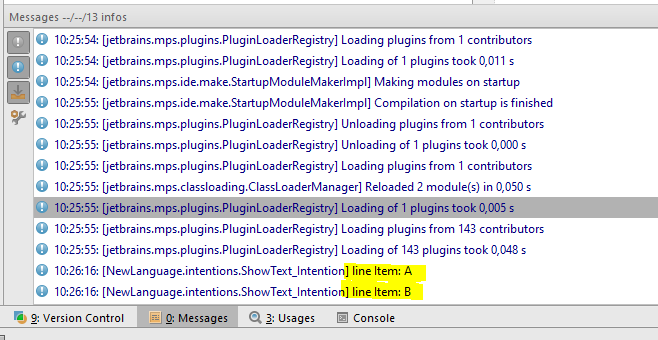 Messages --/--/13 infos
10:25:54: [jetbrains.mps.plugins.PluginLoaderRegistry] Loading plugins from 1 contributors
10:25:54: [jetbrains.mps.plugins.PluginLoaderRegistry] Loading of 1 plugins took 0,011 s
10:25:54: [jetbrains.mps.ide.make.StartupModuleMakerImpl] Making modules on startup
10:25:55: [jetbrains.mps.ide.make.StartupModuleMakerImpl] Compilation on startup is finished
10:25:55: [jetbrains.mps.plugins.PluginLoaderRegistry] Unloading plugins from 1 contributors
10:25:55: [jetbrains.mps.plugins.PluginLoaderRegistry] Unloading of 1 plugins took 0,000 s
10:25:55: [jetbrains.mps.plugins.PluginLoaderRegistry] Loading plugins from 1 contributors
10:25:55: [jetbrains.mps.classloading.ClassLoaderManager] Reloaded 2 module(s) in 0,050 s
10:25:55: [jetbrains.mps.plugins.PluginLoaderRegistry] Loading of 1 plugins took 0,005 s
10:25:55: [jetbrains.mps.plugins.PluginLoaderRegistry] Loading plugins from 143 contributors
10:25:55: [jetbrains.mps.plugins.PluginLoaderRegistry] Loading of 143 plugins took 0,048 s
10:26:16: [NewLanguage.intentions.ShowText_Intention] line Item: A
10:26:16: [NewLanguage.intentions.ShowText_Intention] line Item: B
9: Version Control 0: Messages 3: Usages Console